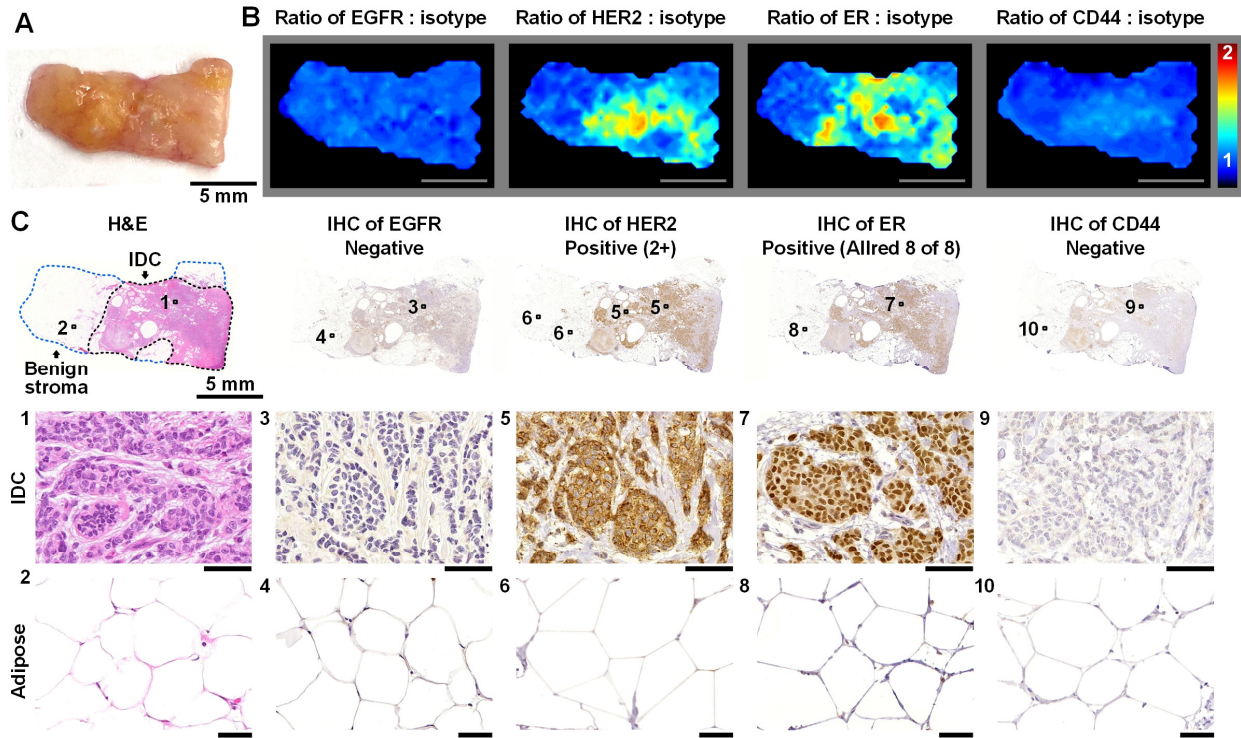 A
5 mm
B
Ratio of EGFR : isotype
Ratio of HER2 : isotype
Ratio of ER : isotype
Ratio of CD44 : isotype
2
1
C
H&E
IDC
1
2
Benign
stroma
5 mm
IHC of EGFR
Negative
3
4
IHC of HER2
Positive (2+)
5
5
6
6
IHC of ER
Positive (Allred 8 of 8)
7
8
IHC of CD44
Negative
9
10
IDC
1
3
5
7
9
Adipose
2
4
6
8
10